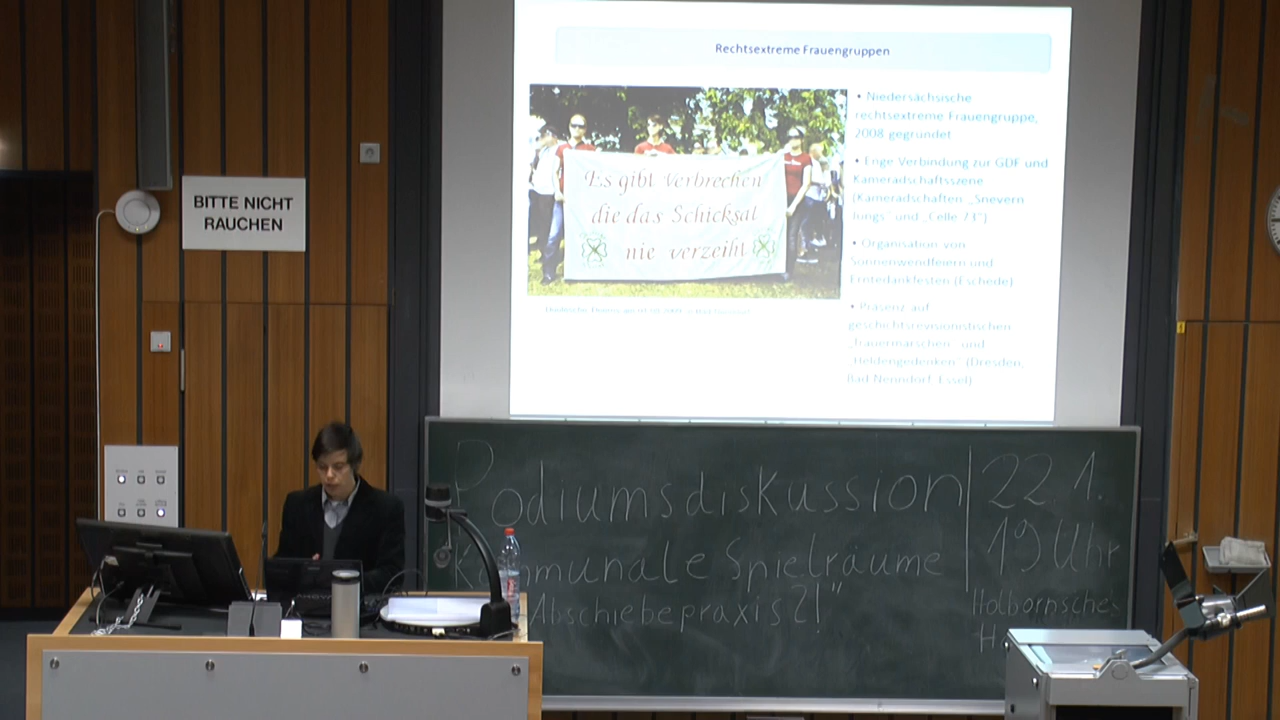 Rechtsextreme Frauengruppen
Es gibt Verbrechen
die das Schicksal
nie verzeiht
• Niedersächsische
rechtsextreme Frauengruppe,
2008 gegründet
• Enge Verbindung zur GDF und
Kameradschaftsszene
(Kameradschaften „Snevern
Jungs“ und „Celle 73“)
• Organisation von
Sonnenwendfeiern und
Erntedankfesten (Eschede)
• Präsenz auf
geschichtsrevisionistischen
„Trauermärschen“ und
„Heldengedenken“ (Dresden,
Bad Nenndorf, Essel)
BITTE NICHT
RAUCHEN
Podiumsdiskussion
Kommunale Spielräume
Abschiebepraxis?!"
22.1.
19 Uhr
Holbornsches